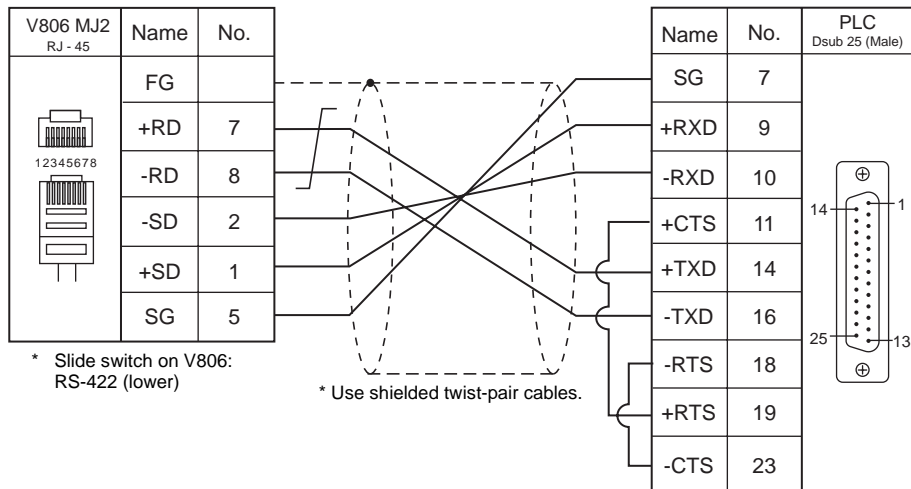 V806 MJ2
RJ - 45
Name No.
FG
+RD 7
-RD 8
-SD 2
+SD 1
SG 5
12345678
* Slide switch on V806:
RS-422 (lower)
* Use shielded twist-pair cables.
Name No.
PLC
Dsub 25 (Male)
SG 7
+RXD 9
-RXD 10
+CTS 11
+TXD 14
-TXD 16
-RTS 18
+RTS 19
-CTS 23
14 1
25 13